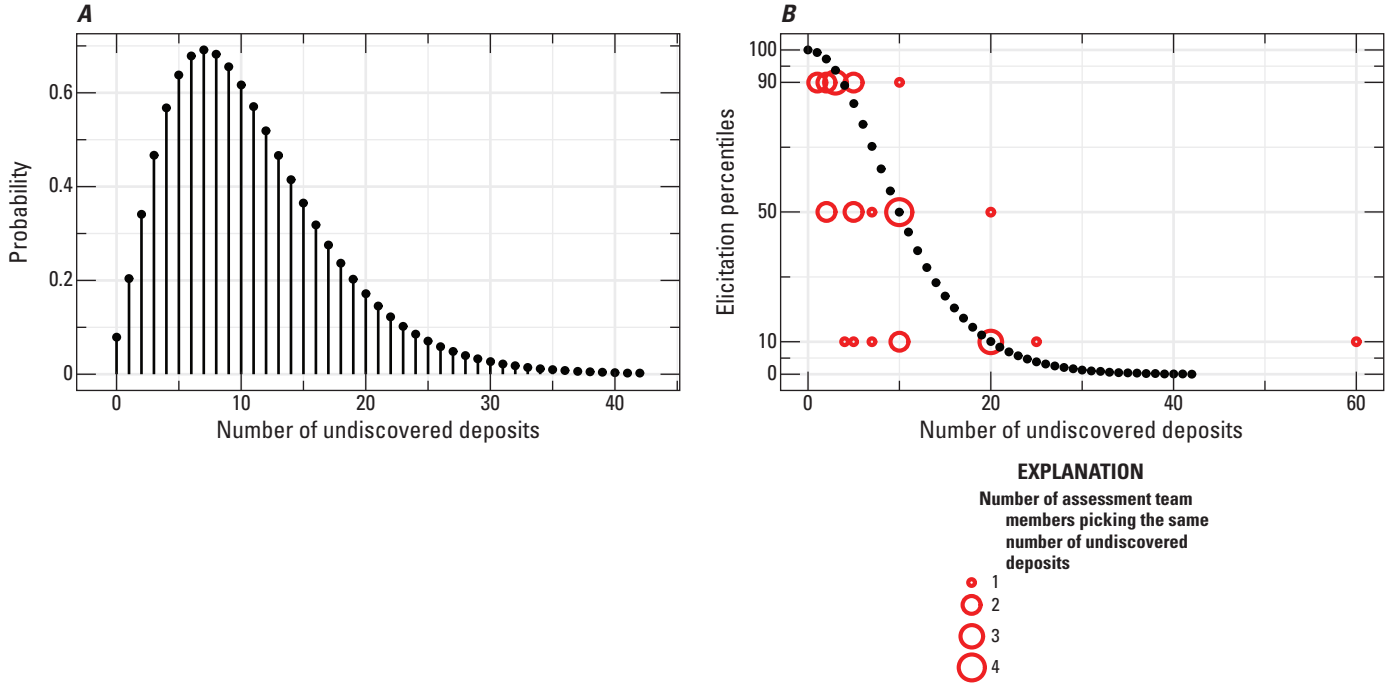 A
Probability
0.6
0.4
0.2
0
0
10
20
30
40
Number of undiscovered deposits
B
Elicitation percentiles
100
90
50
10
0
0
20
40
60
Number of undiscovered deposits
EXPLANATION
Number of assessment team
members picking the same
number of undiscovered
deposits
1
2
3
4